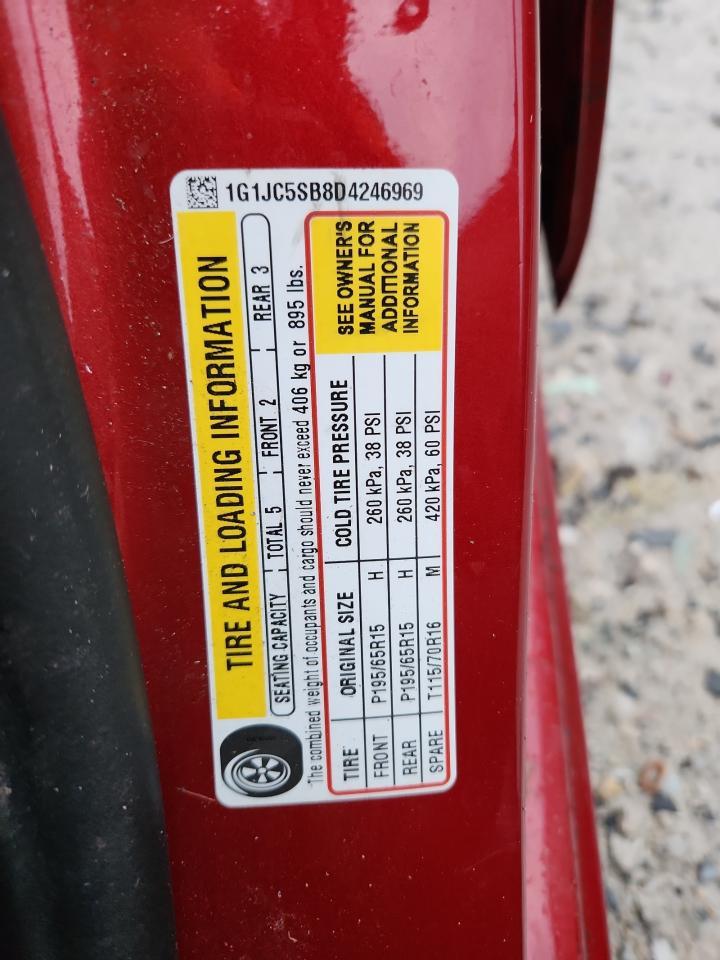 1G1JC5SB8D4246969
TIRE AND LOADING INFORMATION
SEATING CAPACITY TOTAL 5 FRONT 2 REAR 3
The combined weight of occupants and cargo should never exceed 406 kg or 895 lbs.
TIRE ORIGINAL SIZE COLD TIRE PRESSURE
FRONT P195/65R15 H 260 kPa, 38 PSI
REAR P195/65R15 H 260 kPa, 38 PSI
SPARE T115/70R16 M 420 kPa, 60 PSI
SEE OWNER'S
MANUAL FOR
ADDITIONAL
INFORMATION